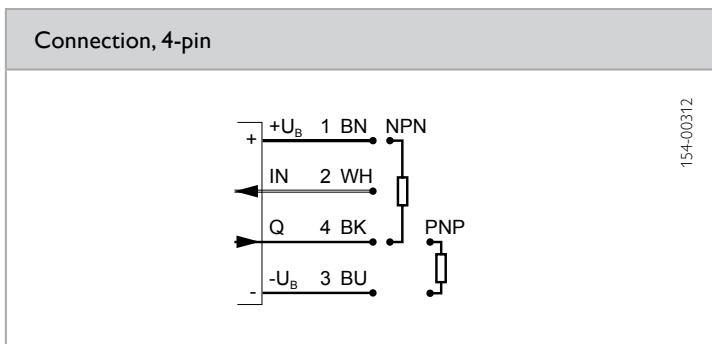 Connection, 4-pin
154-00312
+ +U_B 1 BN NPN
IN 2 WH
Q 4 BK PNP
- -U_B 3 BU